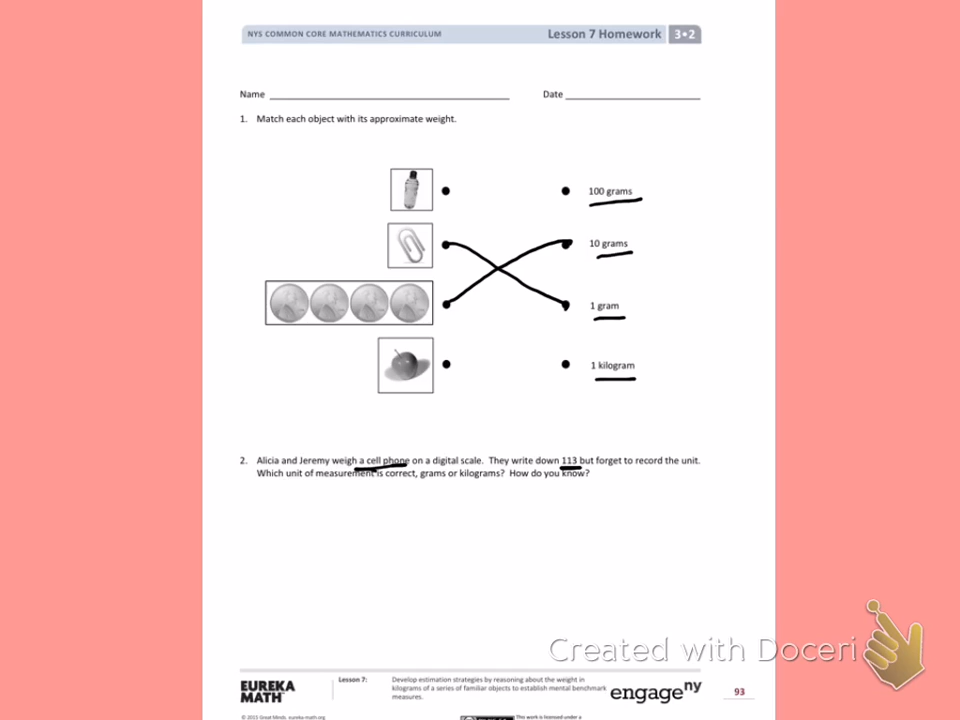 NYS COMMON CORE MATHEMATICS CURRICULUM Lesson 7 Homework 3•2
Name Date
1. Match each object with its approximate weight.
100 grams
10 grams
1 gram
1 kilogram
2. Alicia and Jeremy weigh a cell phone on a digital scale. They write down 113 but forget to record the unit.
Which unit of measurement is correct, grams or kilograms? How do you know?
Created with Doceri
EUREKA
MATH
Lesson 7:
Develop estimation strategies by reasoning about the weight in
kilograms of a series of familiar objects to establish mental benchmark
measures.
engageny
93
© 2015 Great Minds. eureka-math.org
This work is licensed under a